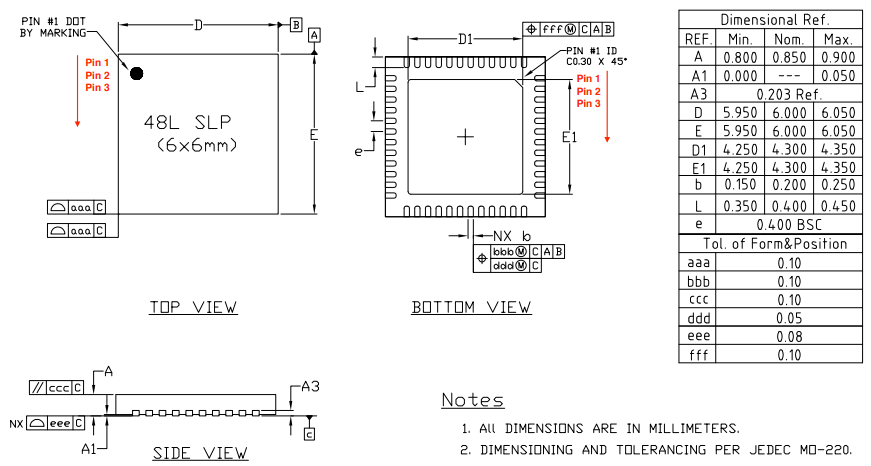 PIN #1 DOT
BY MARKING
D
B
A
Pin 1
Pin 2
Pin 3
48L SLP
(6x6mm)
E
aaa C
aaa C
TOP VIEW
D1
fff Ⓜ C A B
PIN #1 ID
C0.30 X 45°
Pin 1
Pin 2
Pin 3
L
e
E1
NX b
bbb Ⓜ C A B
ddd Ⓜ C
BOTTOM VIEW
Dimensional Ref.
REF. Min. Nom. Max.
A 0.800 0.850 0.900
A1 0.000 --- 0.050
A3 0.203 Ref.
D 5.950 6.000 6.050
E 5.950 6.000 6.050
D1 4.250 4.300 4.350
E1 4.250 4.300 4.350
b 0.150 0.200 0.250
L 0.350 0.400 0.450
e 0.400 BSC
Tol. of Form&Position
aaa 0.10
bbb 0.10
ccc 0.10
ddd 0.05
eee 0.08
fff 0.10
// ccc C
A
A3
NX eee C
A1
C
SIDE VIEW
Notes
1. All DIMENSIONS ARE IN MILLIMETERS.
2. DIMENSIONING AND TOLERANCING PER JEDEC MO-220.